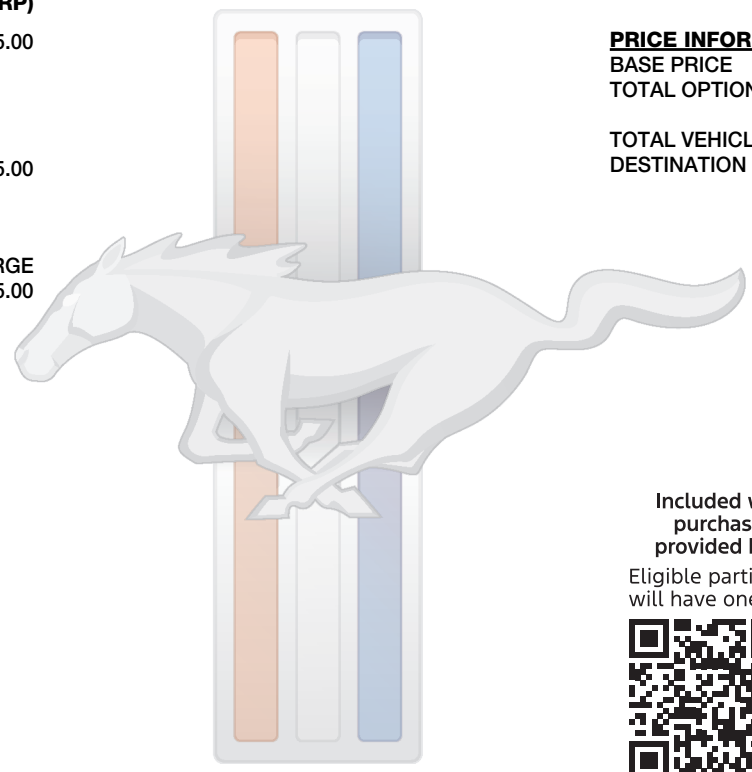 RP)
5.00
5.00
RGE
5.00
PRICE INFOR
BASE PRICE
TOTAL OPTION
TOTAL VEHICL
DESTINATION
Included w
purchas
provided b
Eligible parti
will have one